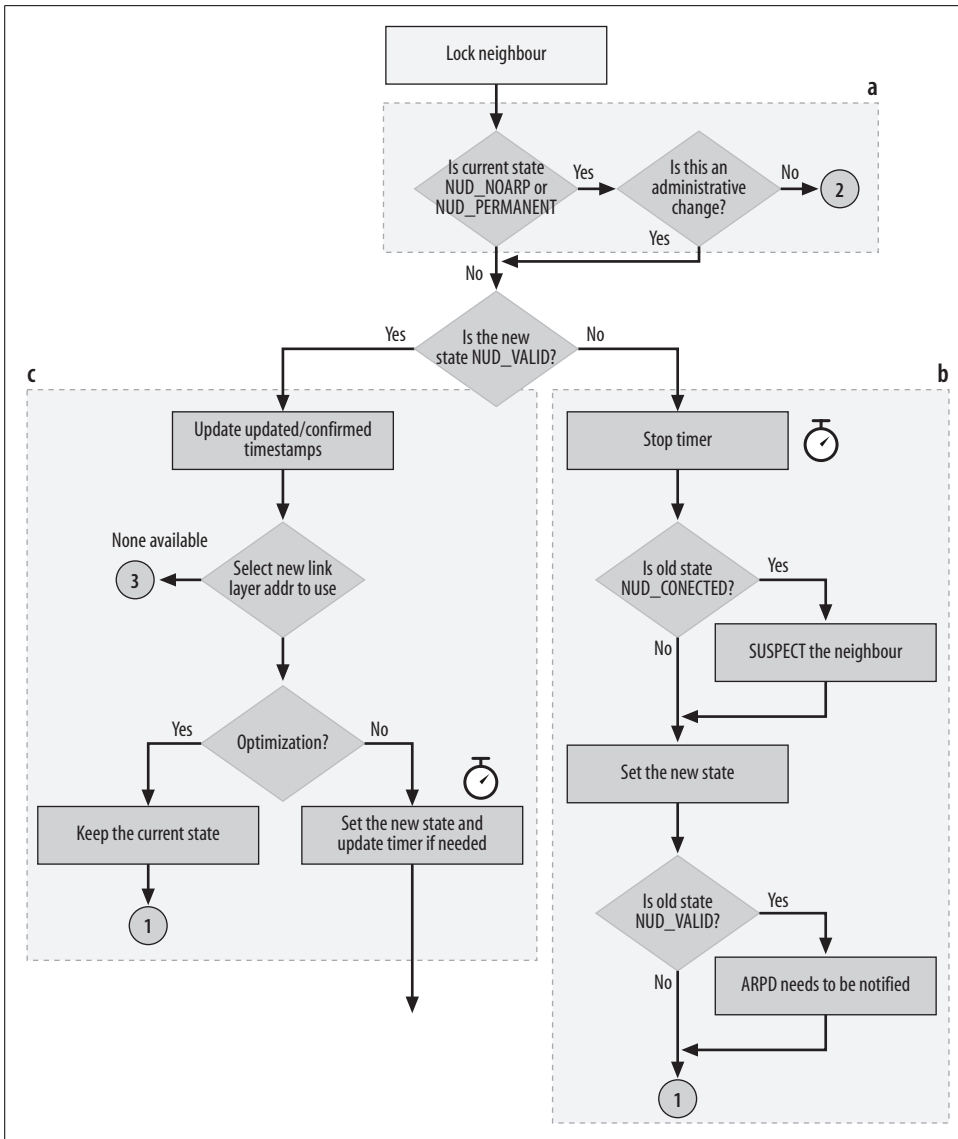 Lock neighbour
a
Is current state
NUD_NOARP or
NUD_PERMANENT
Yes
Is this an
administrative
change?
No
2
Yes
No
Is the new
state NUD_VALID?
Yes
No
c
Update updated/confirmed
timestamps
None available
3
Select new link
layer addr to use
Optimization?
Yes
No
Keep the current state
Set the new state and
update timer if needed
1
b
Stop timer
Is old state
NUD_CONECTED?
Yes
No
SUSPECT the neighbour
Set the new state
Is old state
NUD_VALID?
Yes
No
ARPD needs to be notified
1